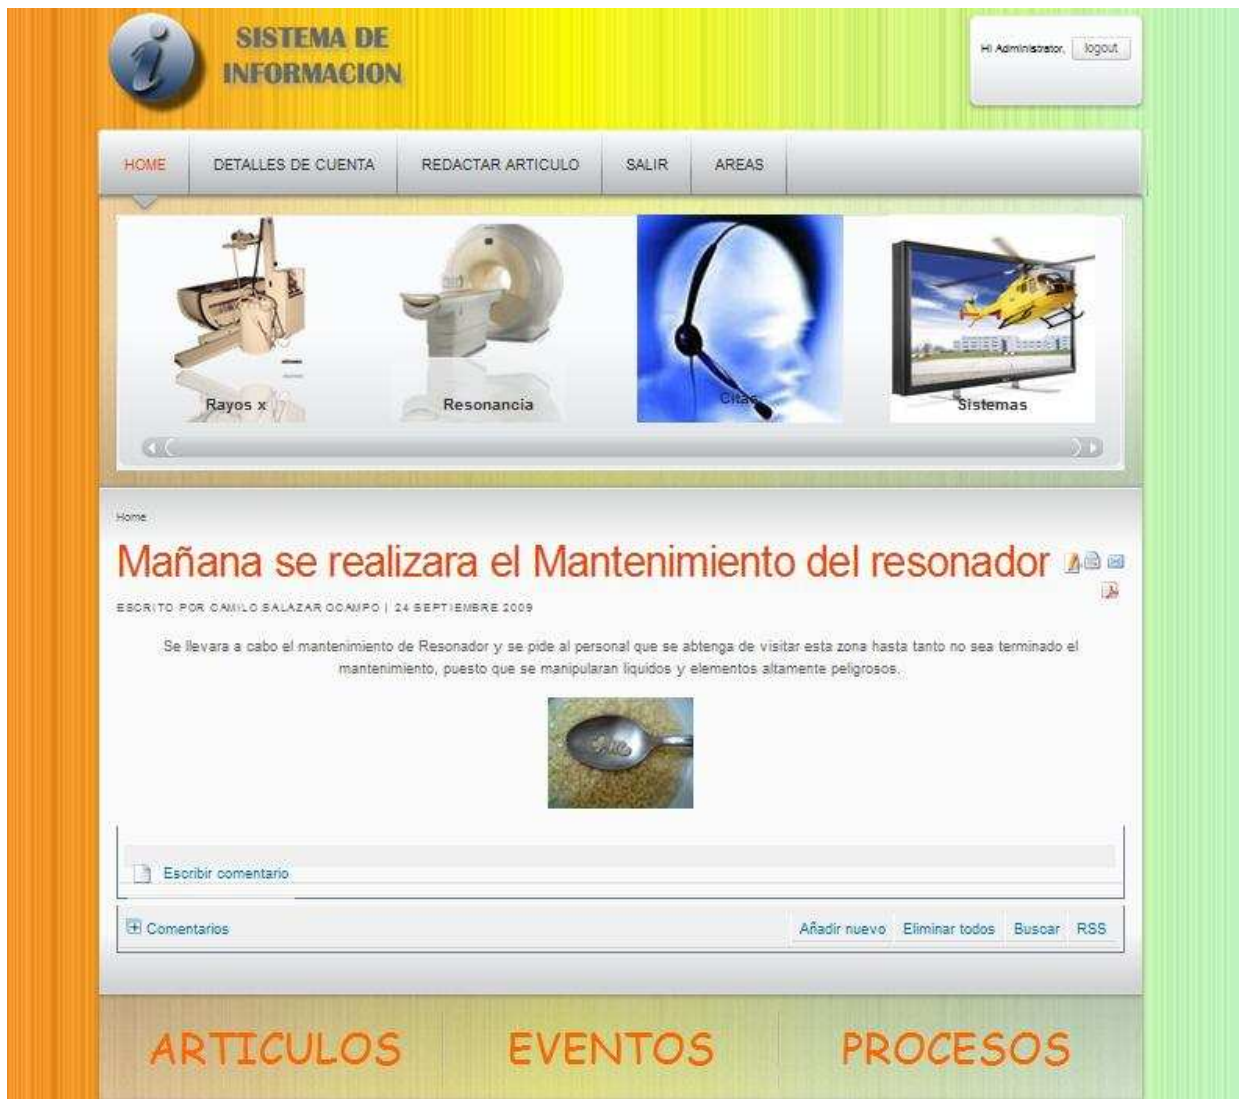 SISTEMA DE
INFORMACION
Hi Administrator,
logout
HOME
DETALLES DE CUENTA
REDACTAR ARTICULO
SALIR
AREAS
Rayos x
Resonancia
Citas
Sistemas
Home
Mañana se realizara el Mantenimiento del resonador
ESCRITO POR CAMILO SALAZAR OCAMPO | 24 SEPTIEMBRE 2009
Se llevara a cabo el mantenimiento de Resonador y se pide al personal que se abtenga de visitar esta zona hasta tanto no sea terminado el
mantenimiento, puesto que se manipularan liquidos y elementos altamente peligrosos.
Escribir comentario
Comentarios
Añadir nuevo
Eliminar todos
Buscar
RSS
ARTICULOS
EVENTOS
PROCESOS